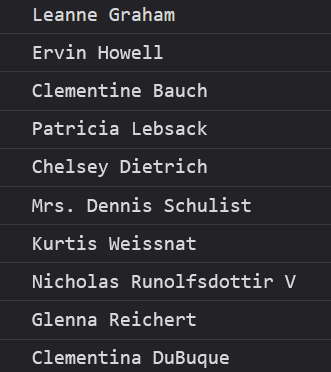 Leanne Graham
Ervin Howell
Clementine Bauch
Patricia Lebsack
Chelsey Dietrich
Mrs. Dennis Schulist
Kurtis Weissnat
Nicholas Runolfsdottir V
Glenna Reichert
Clementina DuBuque